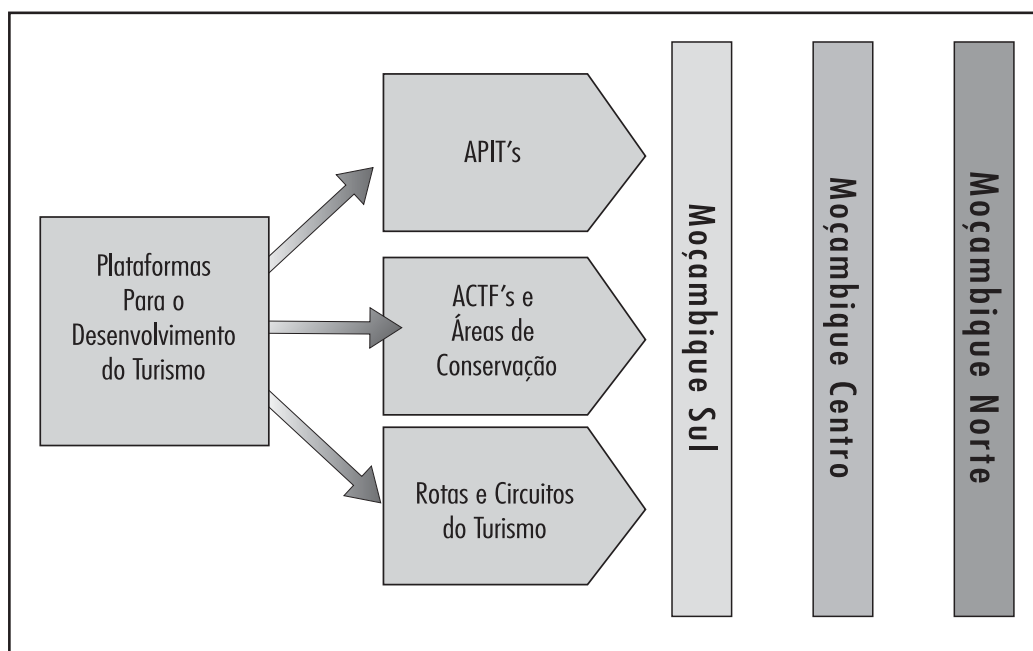 Plataformas
Para o
Desenvolvimento
do Turismo
APIT's
ACTF's e
Áreas de
Conservação
Rotas e Circuitos
do Turismo
Moçambique Sul
Moçambique Centro
Moçambique Norte